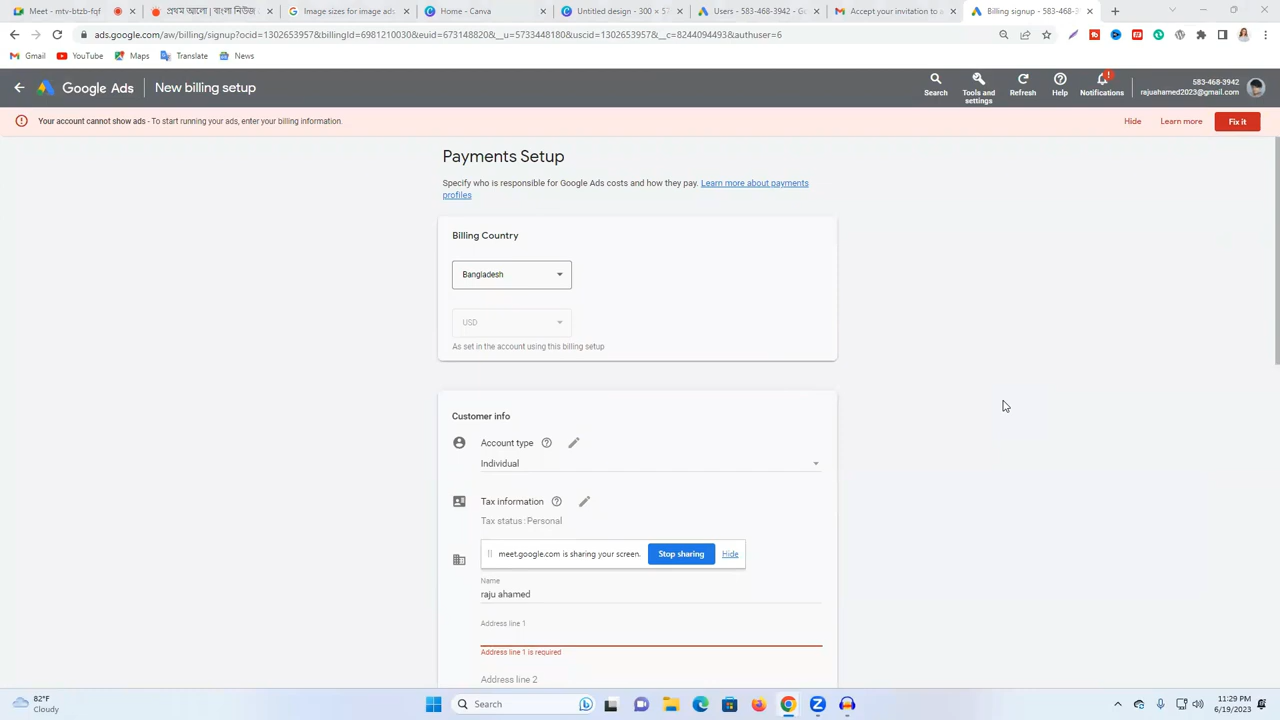 Meet - mtv-btzb-fqf
প্রথম আলো | বাংলা নিউজ
Image sizes for image ads
Home - Canva
Untitled design - 300 × 57
Users - 468-3942 - Go
Accept your invitation to
Billing signup - 583-468-3
ads.google.com/aw/billing/signup?ocid=1302653957&billingId=6981210030&euid=673148820&__u=5733448180&uscid=1302653957&__c=8244094493&authuser=6
Gmail YouTube Maps Translate News
Google Ads New billing setup
Search
Tools and settings
Refresh
Help
Notifications
583-468-3942
rajuahamed2023@gmail.com
Your account cannot show ads - To start running your ads, enter your billing information.
Hide Learn more Fix it
Payments Setup
Specify who is responsible for Google Ads costs and how they pay. Learn more about payments
profiles
Billing Country
Bangladesh
USD
As set in the account using this billing setup
Customer info
Account type
Individual
Tax information
Tax status : Personal
meet.google.com is sharing your screen. Stop sharing Hide
Name
raju ahamed
Address line 1
Address line 1 is required
Address line 2
82°F
Cloudy
Search
11:29 PM
6/19/2023